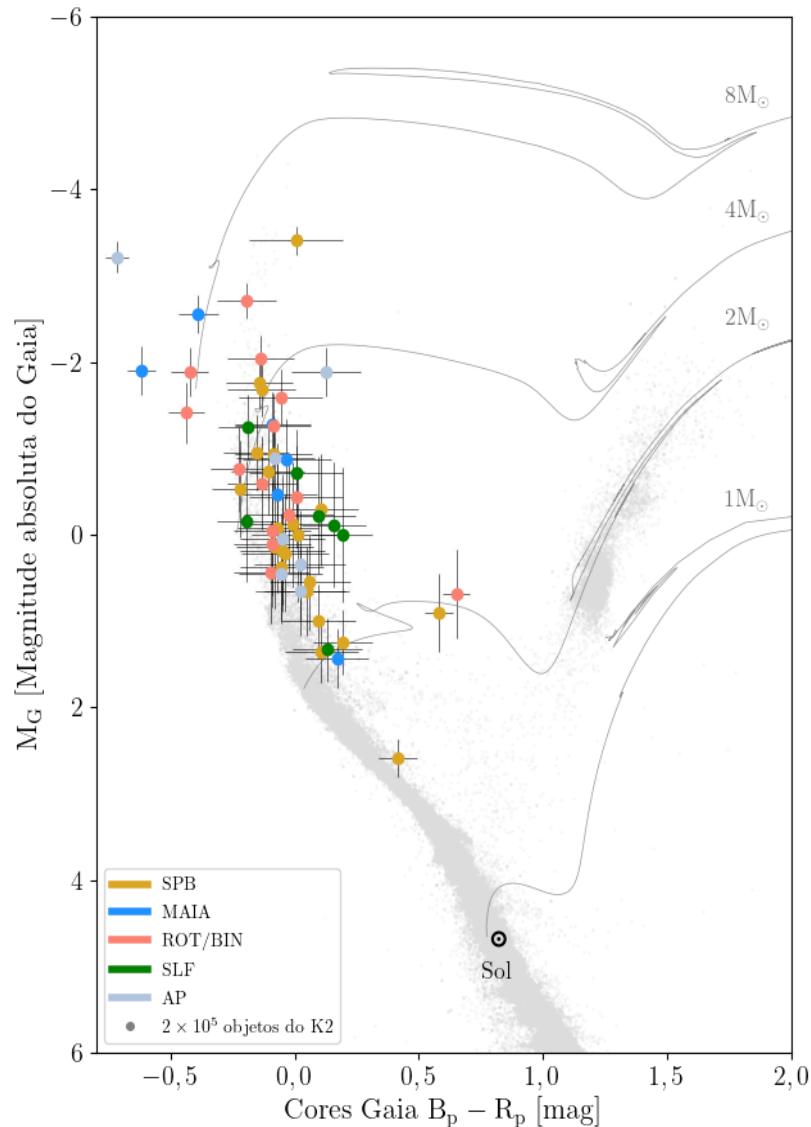 −6
−4
−2
0
2
4
6
M_G [Magnitude absoluta do Gaia]
8M⊙
4M⊙
2M⊙
1M⊙
Sol
SPB
MAIA
ROT/BIN
SLF
AP
2 × 10⁵ objetos do K2
−0,5
0,0
0,5
1,0
1,5
2,0
Cores Gaia B_p − R_p [mag]